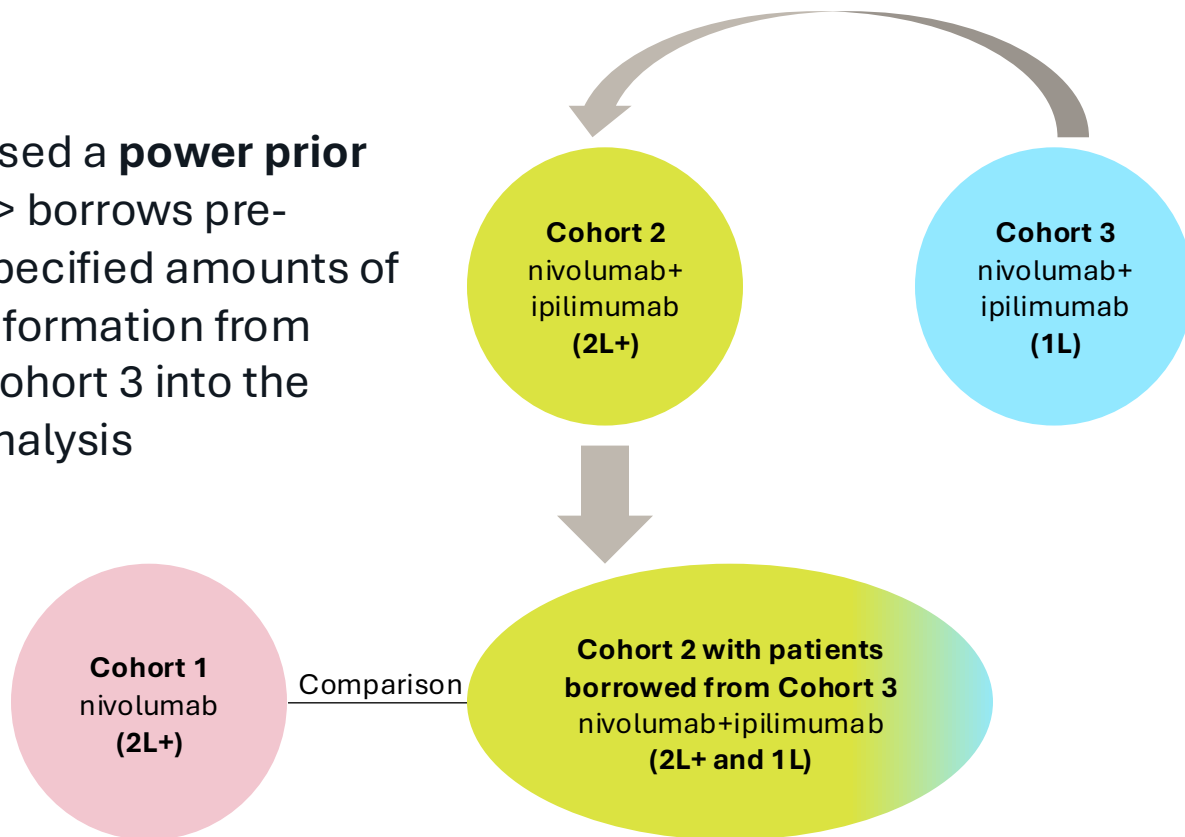 sed a power prior
> borrows pre-
pecified amounts of
formation from
ohort 3 into the
nalysis
Cohort 2
nivolumab+
ipilimumab
(2L+)
Cohort 3
nivolumab+
ipilimumab
(1L)
Cohort 1
nivolumab
(2L+)
Comparison
Cohort 2 with patients
borrowed from Cohort 3
nivolumab+ipilimumab
(2L+ and 1L)